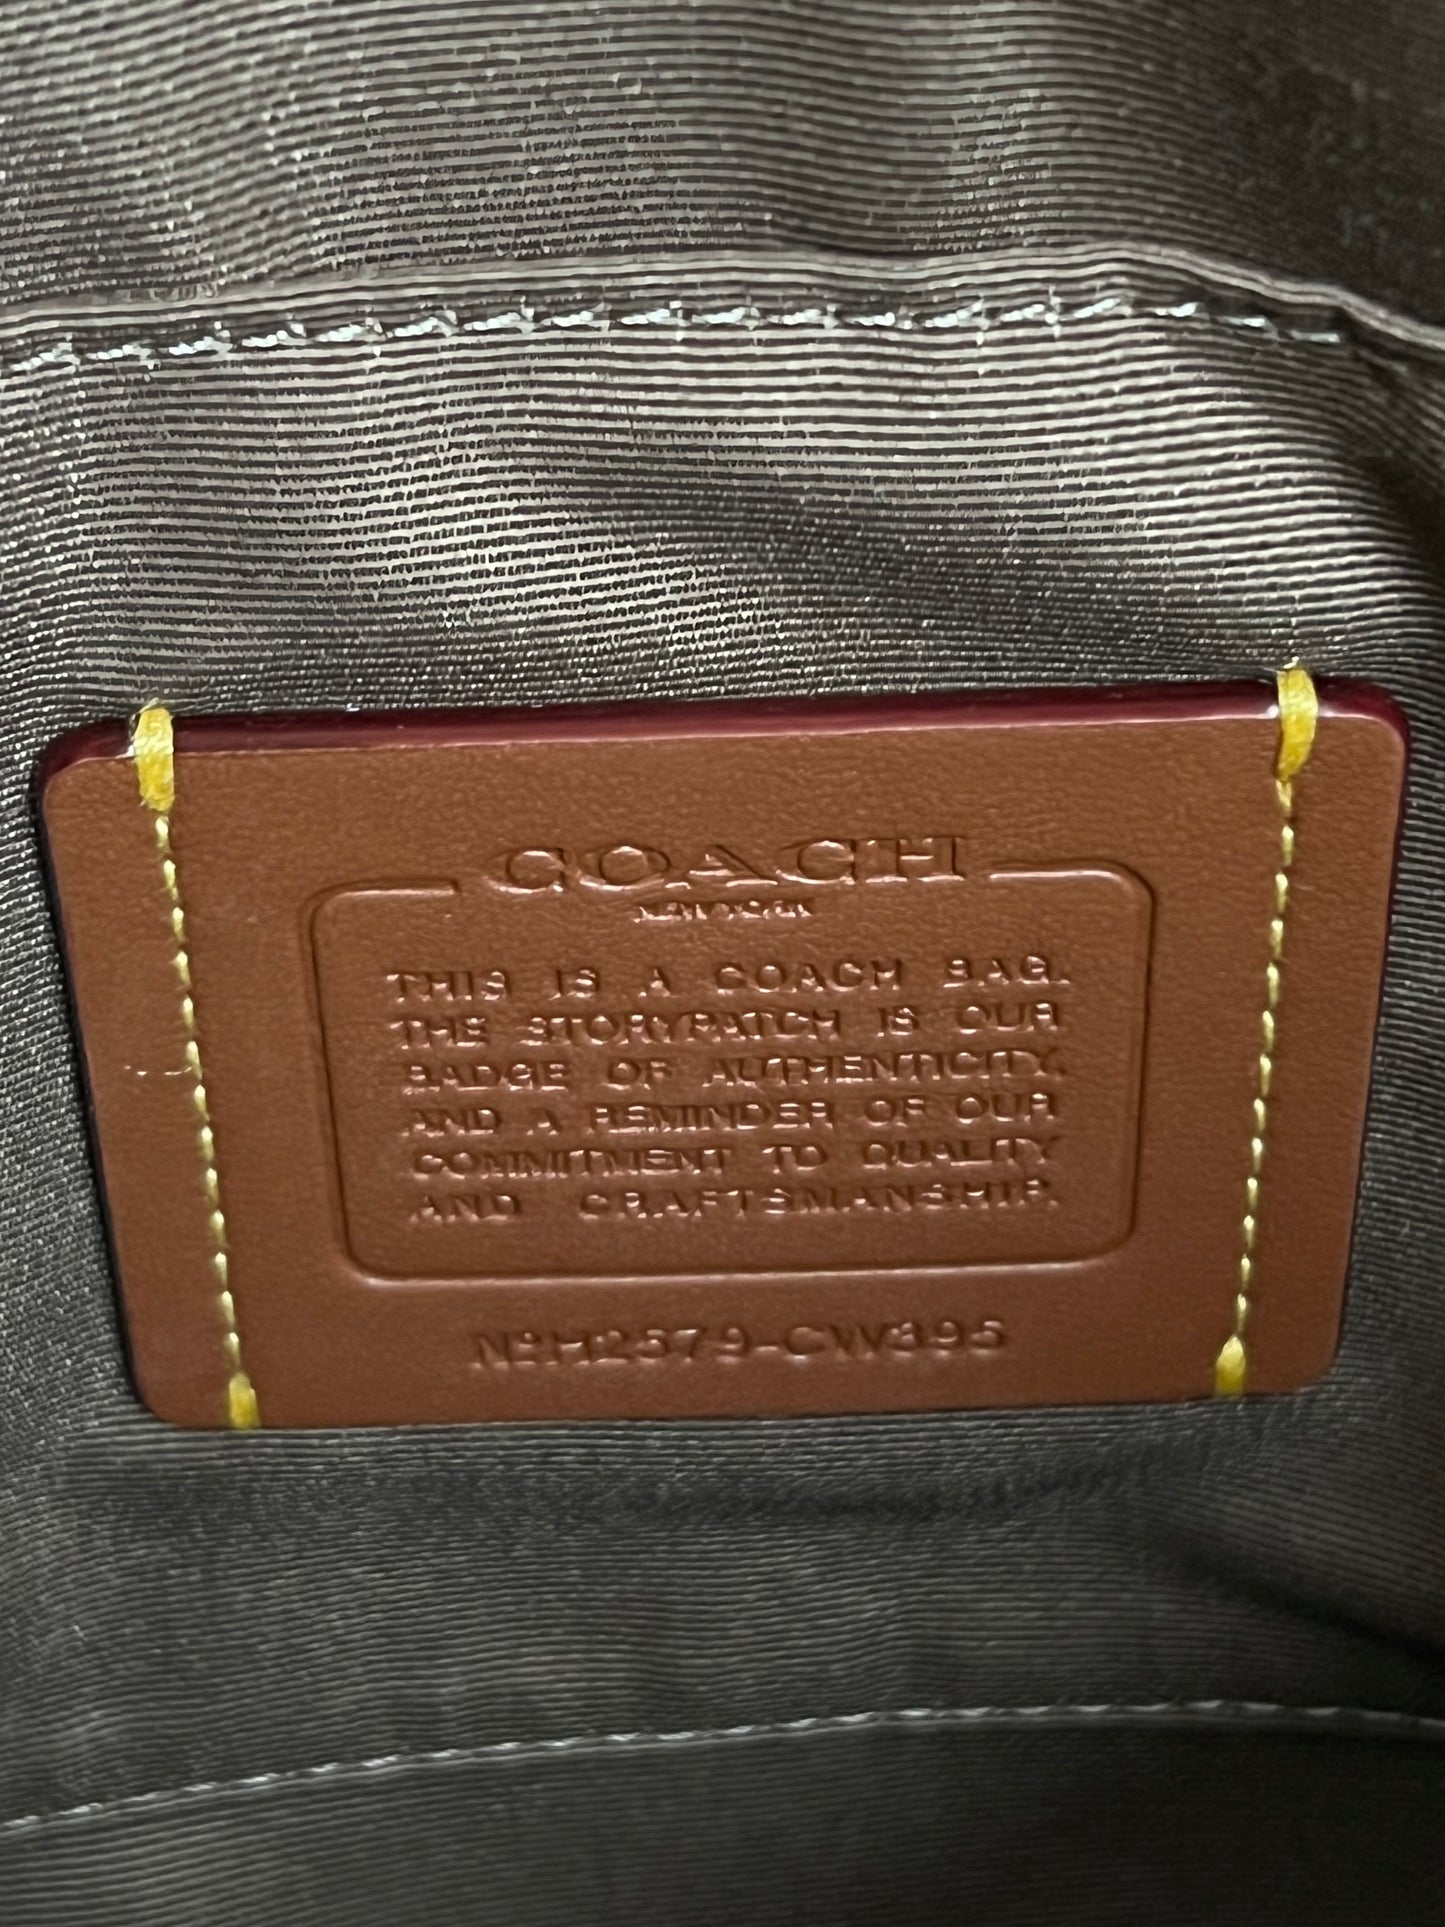 COACH
NEW YORK
THIS IS A COACH BAG.
THE STORYPATCH IS OUR
BADGE OF AUTHENTICITY,
AND A REMINDER OF OUR
COMMITMENT TO QUALITY
AND CRAFTSMANSHIP.
Nº H2579-CW395